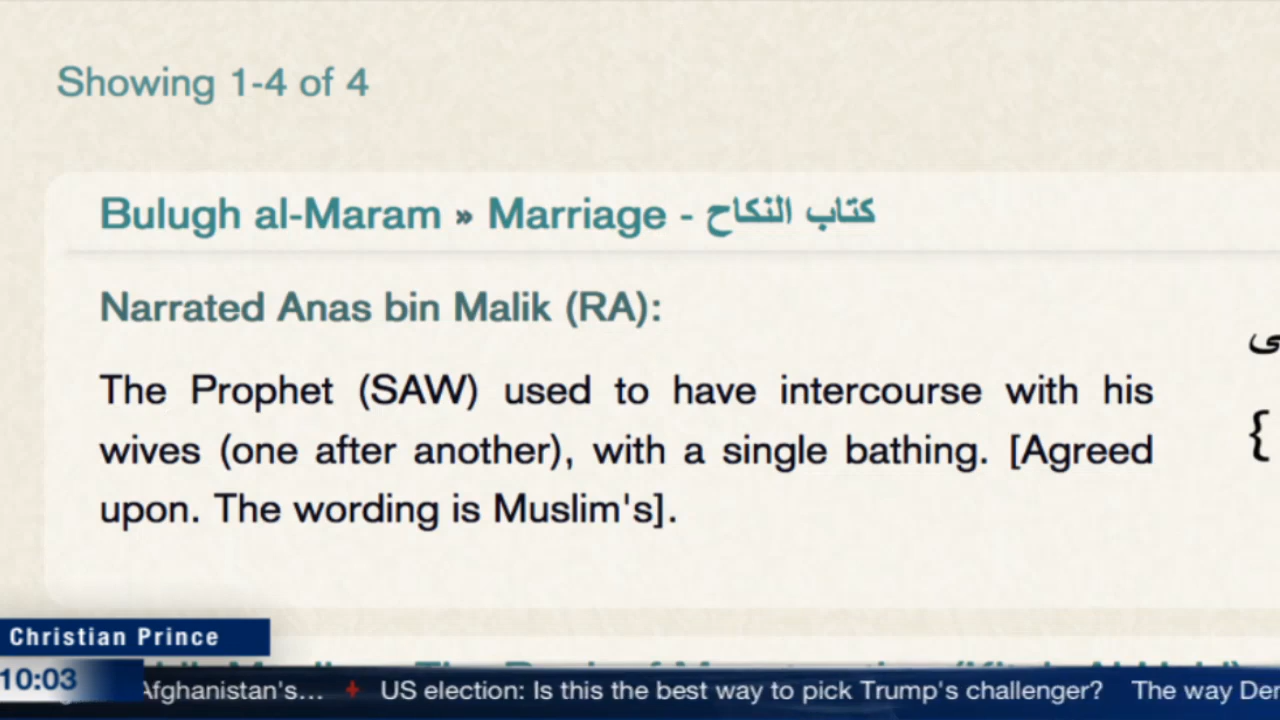 Showing 1-4 of 4
Bulugh al-Maram » Marriage - كتاب النكاح
Narrated Anas bin Malik (RA):
The Prophet (SAW) used to have intercourse with his
wives (one after another), with a single bathing. [Agreed
upon. The wording is Muslim's].
ى
{
Christian Prince
10:03
Afghanistan's... + US election: Is this the best way to pick Trump's challenger? The way